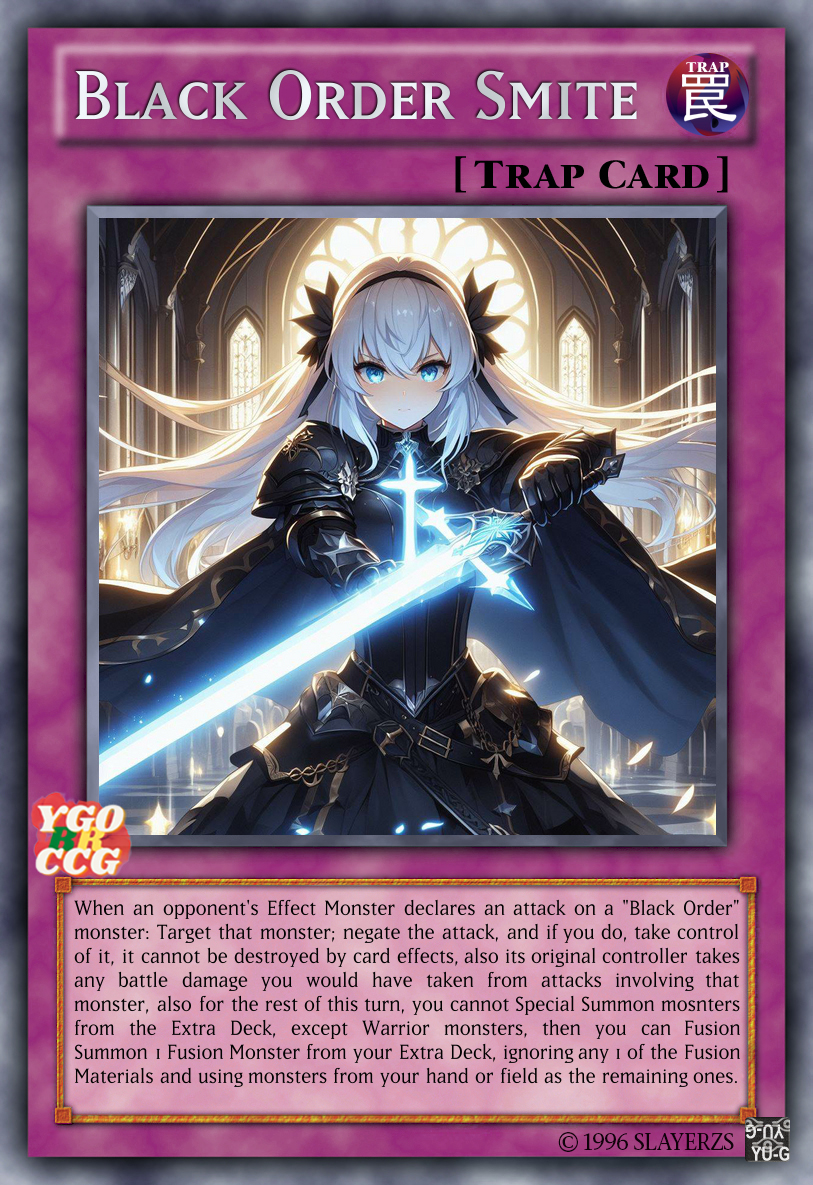 Black Order Smite
TRAP
罠
[Trap Card]
YGO
BR
CCG
When an opponent's Effect Monster declares an attack on a "Black Order"
monster: Target that monster; negate the attack, and if you do, take control
of it, it cannot be destroyed by card effects, also its original controller takes
any battle damage you would have taken from attacks involving that
monster, also for the rest of this turn, you cannot Special Summon mosnters
from the Extra Deck, except Warrior monsters, then you can Fusion
Summon 1 Fusion Monster from your Extra Deck, ignoring any 1 of the Fusion
Materials and using monsters from your hand or field as the remaining ones.
© 1996 SLAYERZS
YU-G